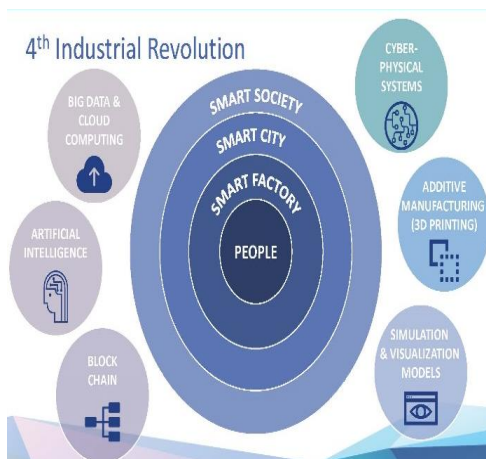 4th Industrial Revolution
BIG DATA &
CLOUD
COMPUTING
ARTIFICIAL
INTELLIGENCE
BLOCK
CHAIN
SMART SOCIETY
SMART CITY
SMART FACTORY
PEOPLE
CYBER-
PHYSICAL
SYSTEMS
ADDITIVE
MANUFACTURING
(3D PRINTING)
SIMULATION
& VISUALIZATION
MODELS